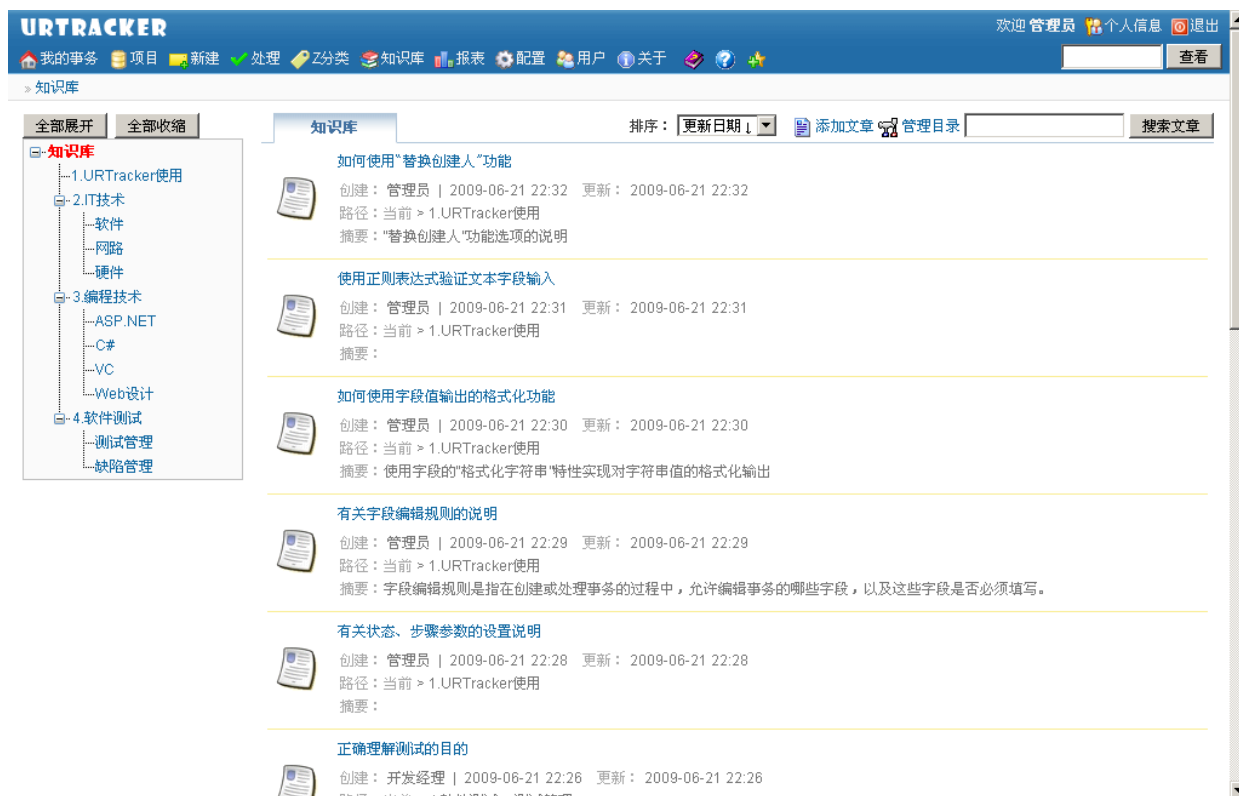 URTRACKER
欢迎 管理员 个人信息 退出
我的事务 项目 新建 处理 Z分类 知识库 报表 配置 用户 关于 查看
» 知识库
全部展开 全部收缩
知识库
1.URTracker使用
2.IT技术
软件
网路
硬件
3.编程技术
ASP.NET
C#
VC
Web设计
4.软件测试
测试管理
缺陷管理
知识库 排序： 更新日期↓ 添加文章 管理目录 搜索文章
如何使用"替换创建人"功能
创建： 管理员 | 2009-06-21 22:32 更新： 2009-06-21 22:32
路径：当前 > 1.URTracker使用
摘要："替换创建人"功能选项的说明
使用正则表达式验证文本字段输入
创建： 管理员 | 2009-06-21 22:31 更新： 2009-06-21 22:31
路径：当前 > 1.URTracker使用
摘要：
如何使用字段值输出的格式化功能
创建： 管理员 | 2009-06-21 22:30 更新： 2009-06-21 22:30
路径：当前 > 1.URTracker使用
摘要：使用字段的"格式化字符串"特性实现对字符串值的格式化输出
有关字段编辑规则的说明
创建： 管理员 | 2009-06-21 22:29 更新： 2009-06-21 22:29
路径：当前 > 1.URTracker使用
摘要：字段编辑规则是指在创建或处理事务的过程中，允许编辑事务的哪些字段，以及这些字段是否必须填写。
有关状态、步骤参数的设置说明
创建： 管理员 | 2009-06-21 22:28 更新： 2009-06-21 22:28
路径：当前 > 1.URTracker使用
摘要：
正确理解测试的目的
创建： 开发经理 | 2009-06-21 22:26 更新： 2009-06-21 22:26